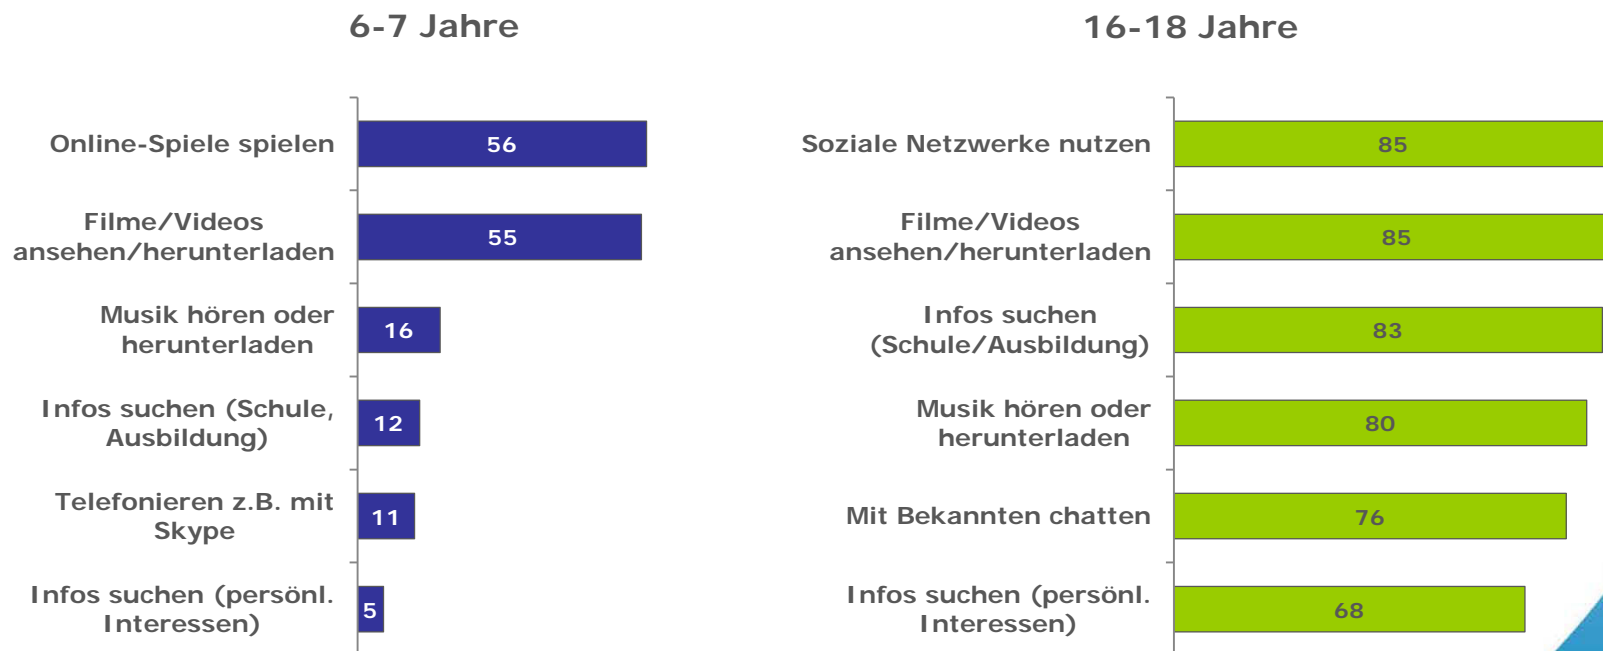 6-7 Jahre
Online-Spiele spielen
56
Filme/Videos
ansehen/herunterladen
55
Musik hören oder
herunterladen
16
Infos suchen (Schule,
Ausbildung)
12
Telefonieren z.B. mit
Skype
11
Infos suchen (persönl.
Interessen)
5
16-18 Jahre
Soziale Netzwerke nutzen
85
Filme/Videos
ansehen/herunterladen
85
Infos suchen
(Schule/Ausbildung)
83
Musik hören oder
herunterladen
80
Mit Bekannten chatten
76
Infos suchen (persönl.
Interessen)
68